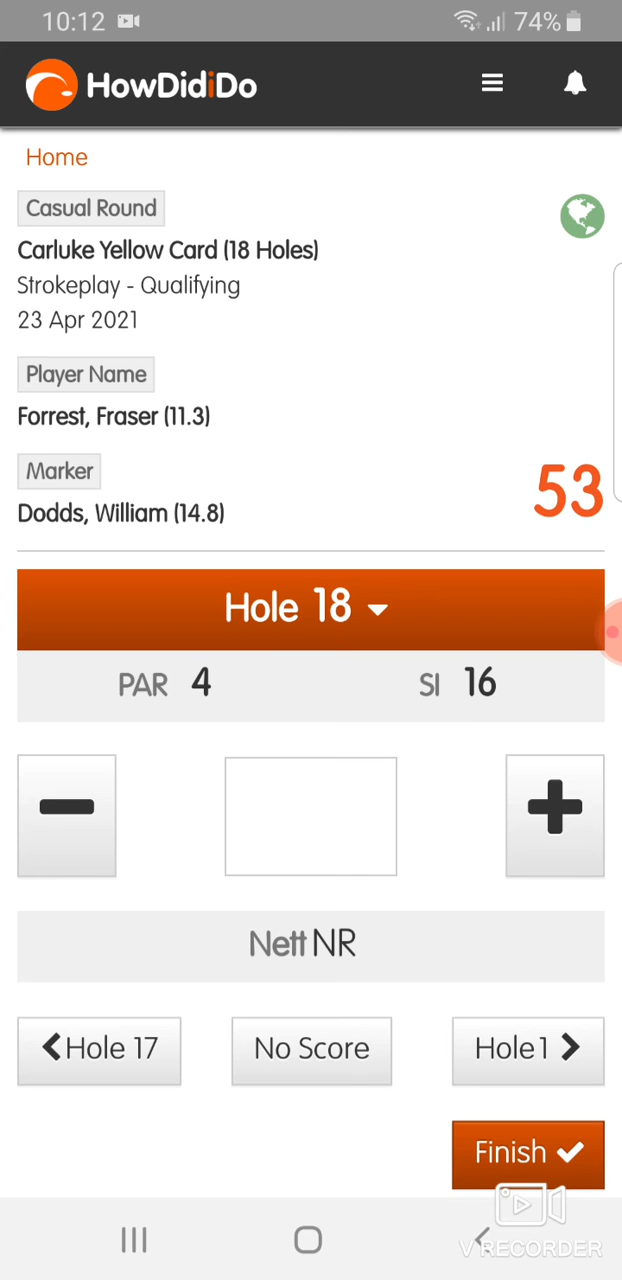 10:12 74%
HowDidiDo
Home
Casual Round
Carluke Yellow Card (18 Holes)
Strokeplay - Qualifying
23 Apr 2021
Player Name
Forrest, Fraser (11.3)
Marker
53
Dodds, William (14.8)
Hole 18
PAR 4 SI 16
Nett NR
Hole 17 No Score Hole 1
Finish
V RECORDER